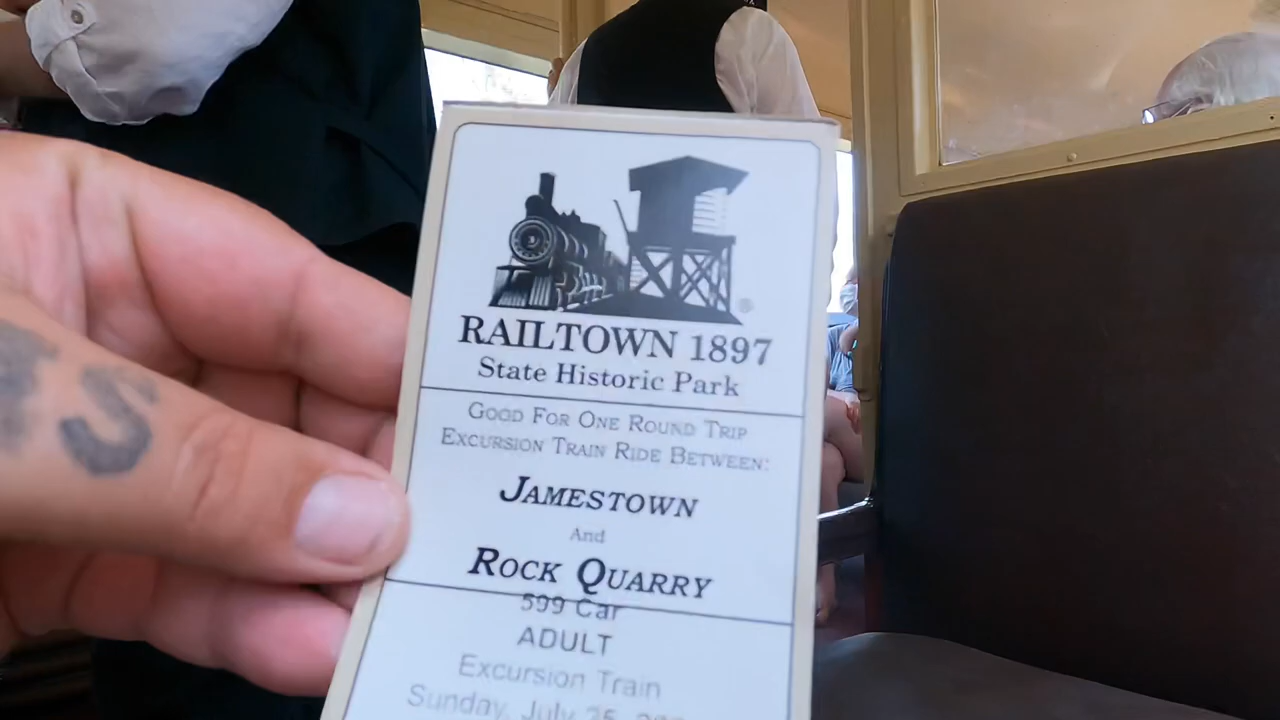 RAILTOWN 1897
State Historic Park
GOOD FOR ONE ROUND TRIP
EXCURSION TRAIN RIDE BETWEEN:
JAMESTOWN
And
ROCK QUARRY
599 Car
ADULT
Excursion Train
Sunday, July 25,